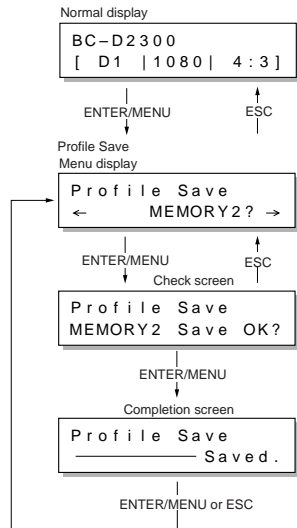 Normal display
BC–D2300
[ D1 |1080| 4:3]
ENTER/MENU
ESC
Profile Save
Menu display
Profile Save
← MEMORY2? →
ENTER/MENU
ESC
Check screen
Profile Save
MEMORY2 Save OK?
ENTER/MENU
Completion screen
Profile Save
Saved.
ENTER/MENU or ESC